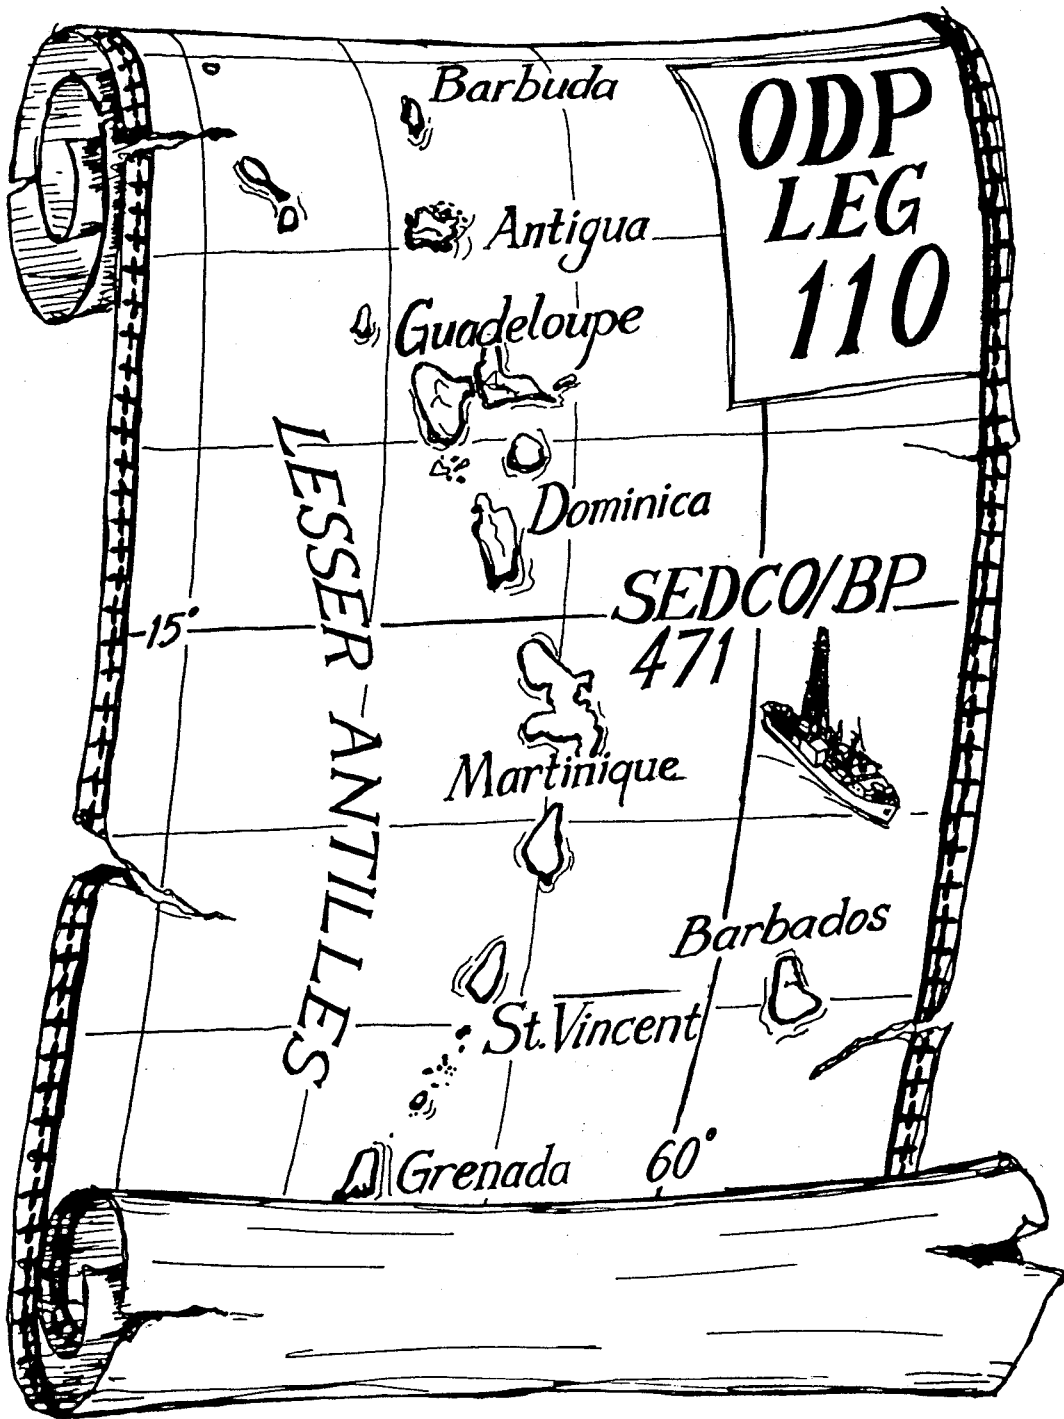 Barbuda
ODP
LEG
110
Antigua
Guadeloupe
LESSER ANTILLES
Dominica
SEDCO/BP
471
15°
Martinique
Barbados
St. Vincent
Grenada
60°